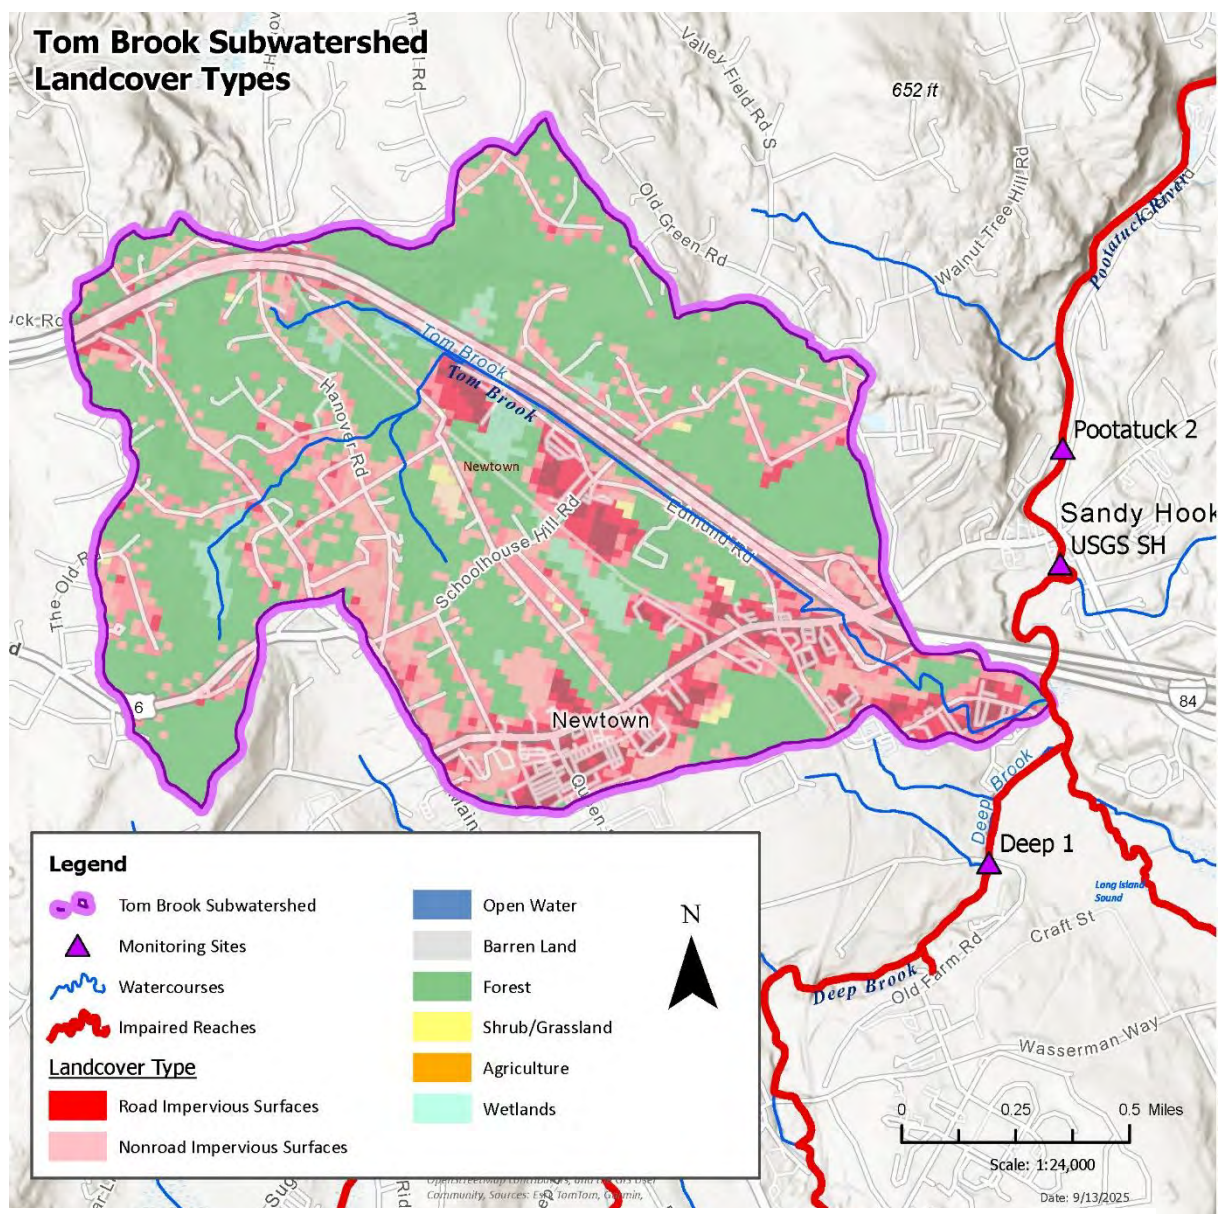 Tom Brook Subwatershed
Landcover Types
Valley Field Rd S
652 ft
Old Green Rd
Walnut Tree Hill Rd
Pootatuck River
Tom Brook
Tom Brook
Hanover Rd
Newtown
Pootatuck 2
Sandy Hook
USGS SH
Schoolhouse Hill Rd
Edmund Rd
6
84
Newtown
Main
Deep Brook
Deep 1
Long Island
Sound
Craft St
Old Farm Rd
Deep Brook
Wasserman Way
Legend
Tom Brook Subwatershed
Monitoring Sites
Watercourses
Impaired Reaches
Landcover Type
Road Impervious Surfaces
Nonroad Impervious Surfaces
Open Water
Barren Land
Forest
Shrub/Grassland
Agriculture
Wetlands
N
0 0.25 0.5 Miles
Scale: 1:24,000
Date: 9/13/2025